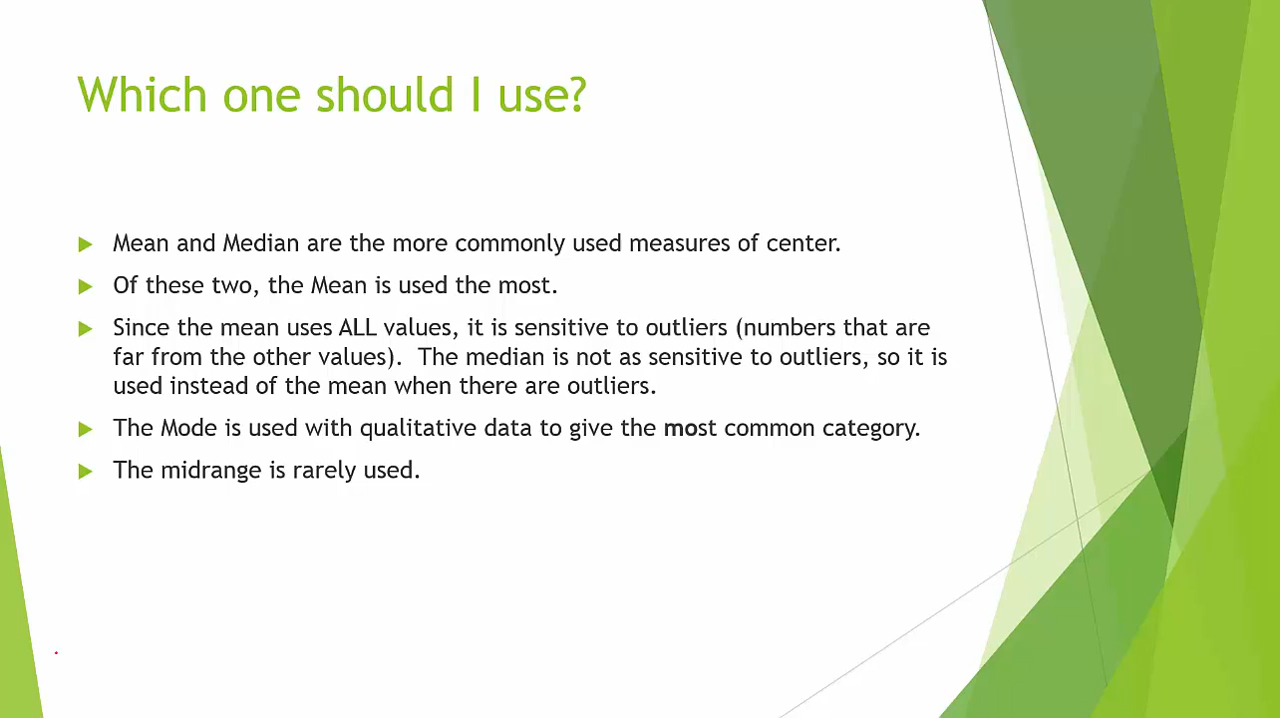 Which one should I use?
Mean and Median are the more commonly used measures of center.
Of these two, the Mean is used the most.
Since the mean uses ALL values, it is sensitive to outliers (numbers that are
far from the other values).  The median is not as sensitive to outliers, so it is
used instead of the mean when there are outliers.
The Mode is used with qualitative data to give the most common category.
The midrange is rarely used.